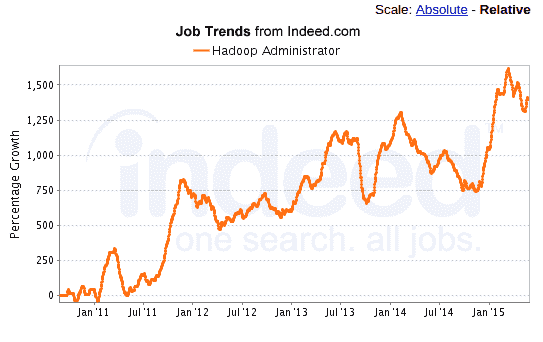 Scale: Absolute - Relative
Job Trends from Indeed.com
Hadoop Administrator
Percentage Growth
1,500
1,250
1,000
750
500
250
0
indeed
one search. all jobs.
Jan '11 Jul '11 Jan '12 Jul '12 Jan '13 Jul '13 Jan '14 Jul '14 Jan '15